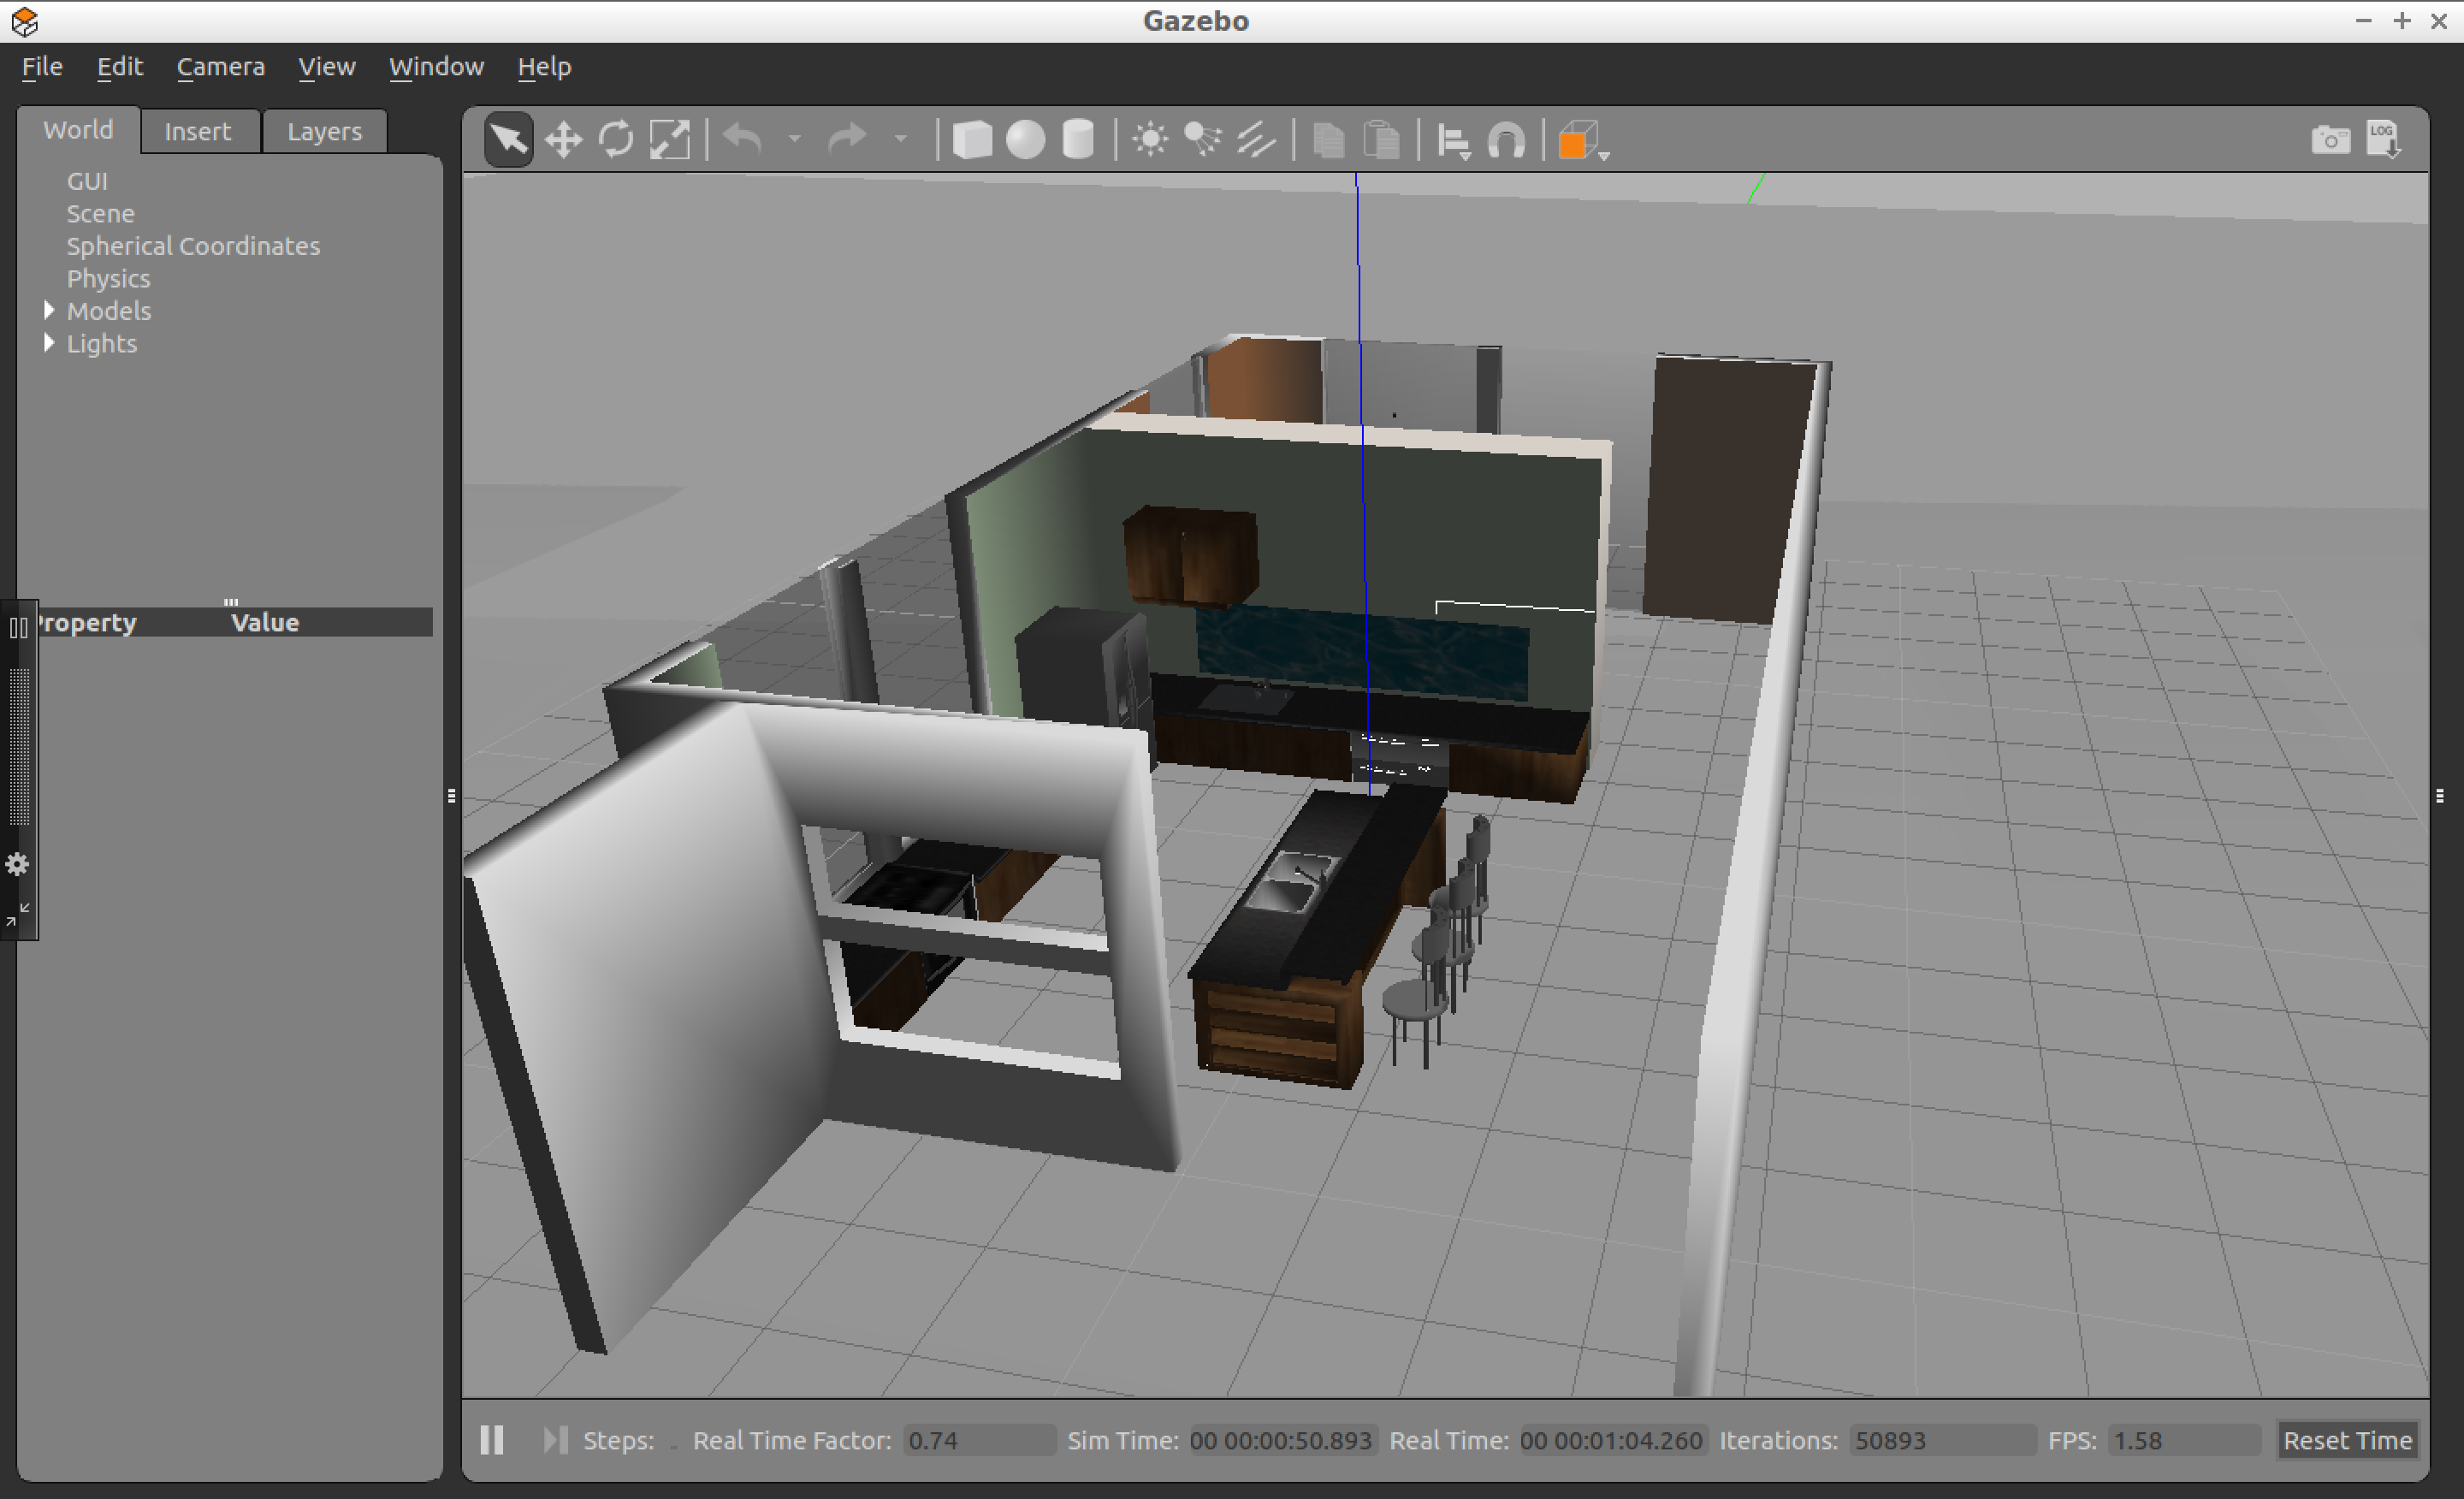 Gazebo
File Edit Camera View Window Help
World Insert Layers
LOG
GUI
Scene
Spherical Coordinates
Physics
Models
Lights
Property Value
Steps: Real Time Factor: 0.74 Sim Time: 00 00:00:50.893 Real Time: 00 00:01:04.260 Iterations: 50893 FPS: 1.58 Reset Time